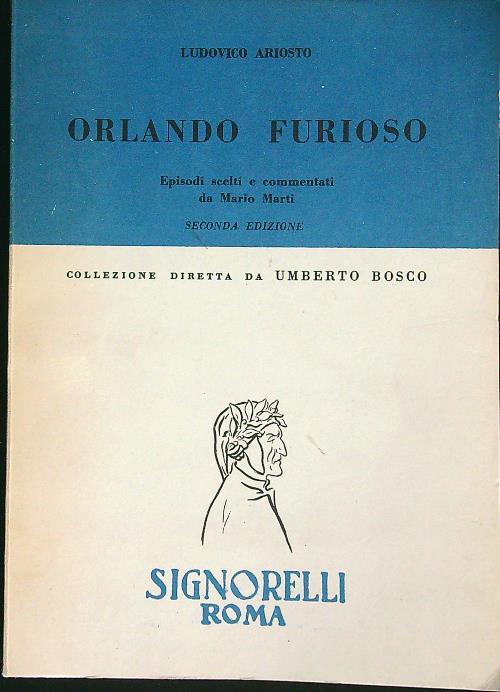 LUDOVICO ARIOSTO
ORLANDO FURIOSO
Episodi scelti e commentati
da Mario Marti
SECONDA EDIZIONE
COLLEZIONE DIRETTA DA UMBERTO BOSCO
SIGNORELLI
ROMA